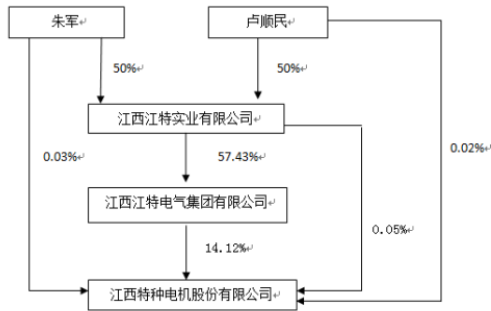 朱军
卢顺民
50%
50%
江西江特实业有限公司
0.03%
57.43%
0.02%
江西江特电气集团有限公司
0.05%
14.12%
江西特种电机股份有限公司